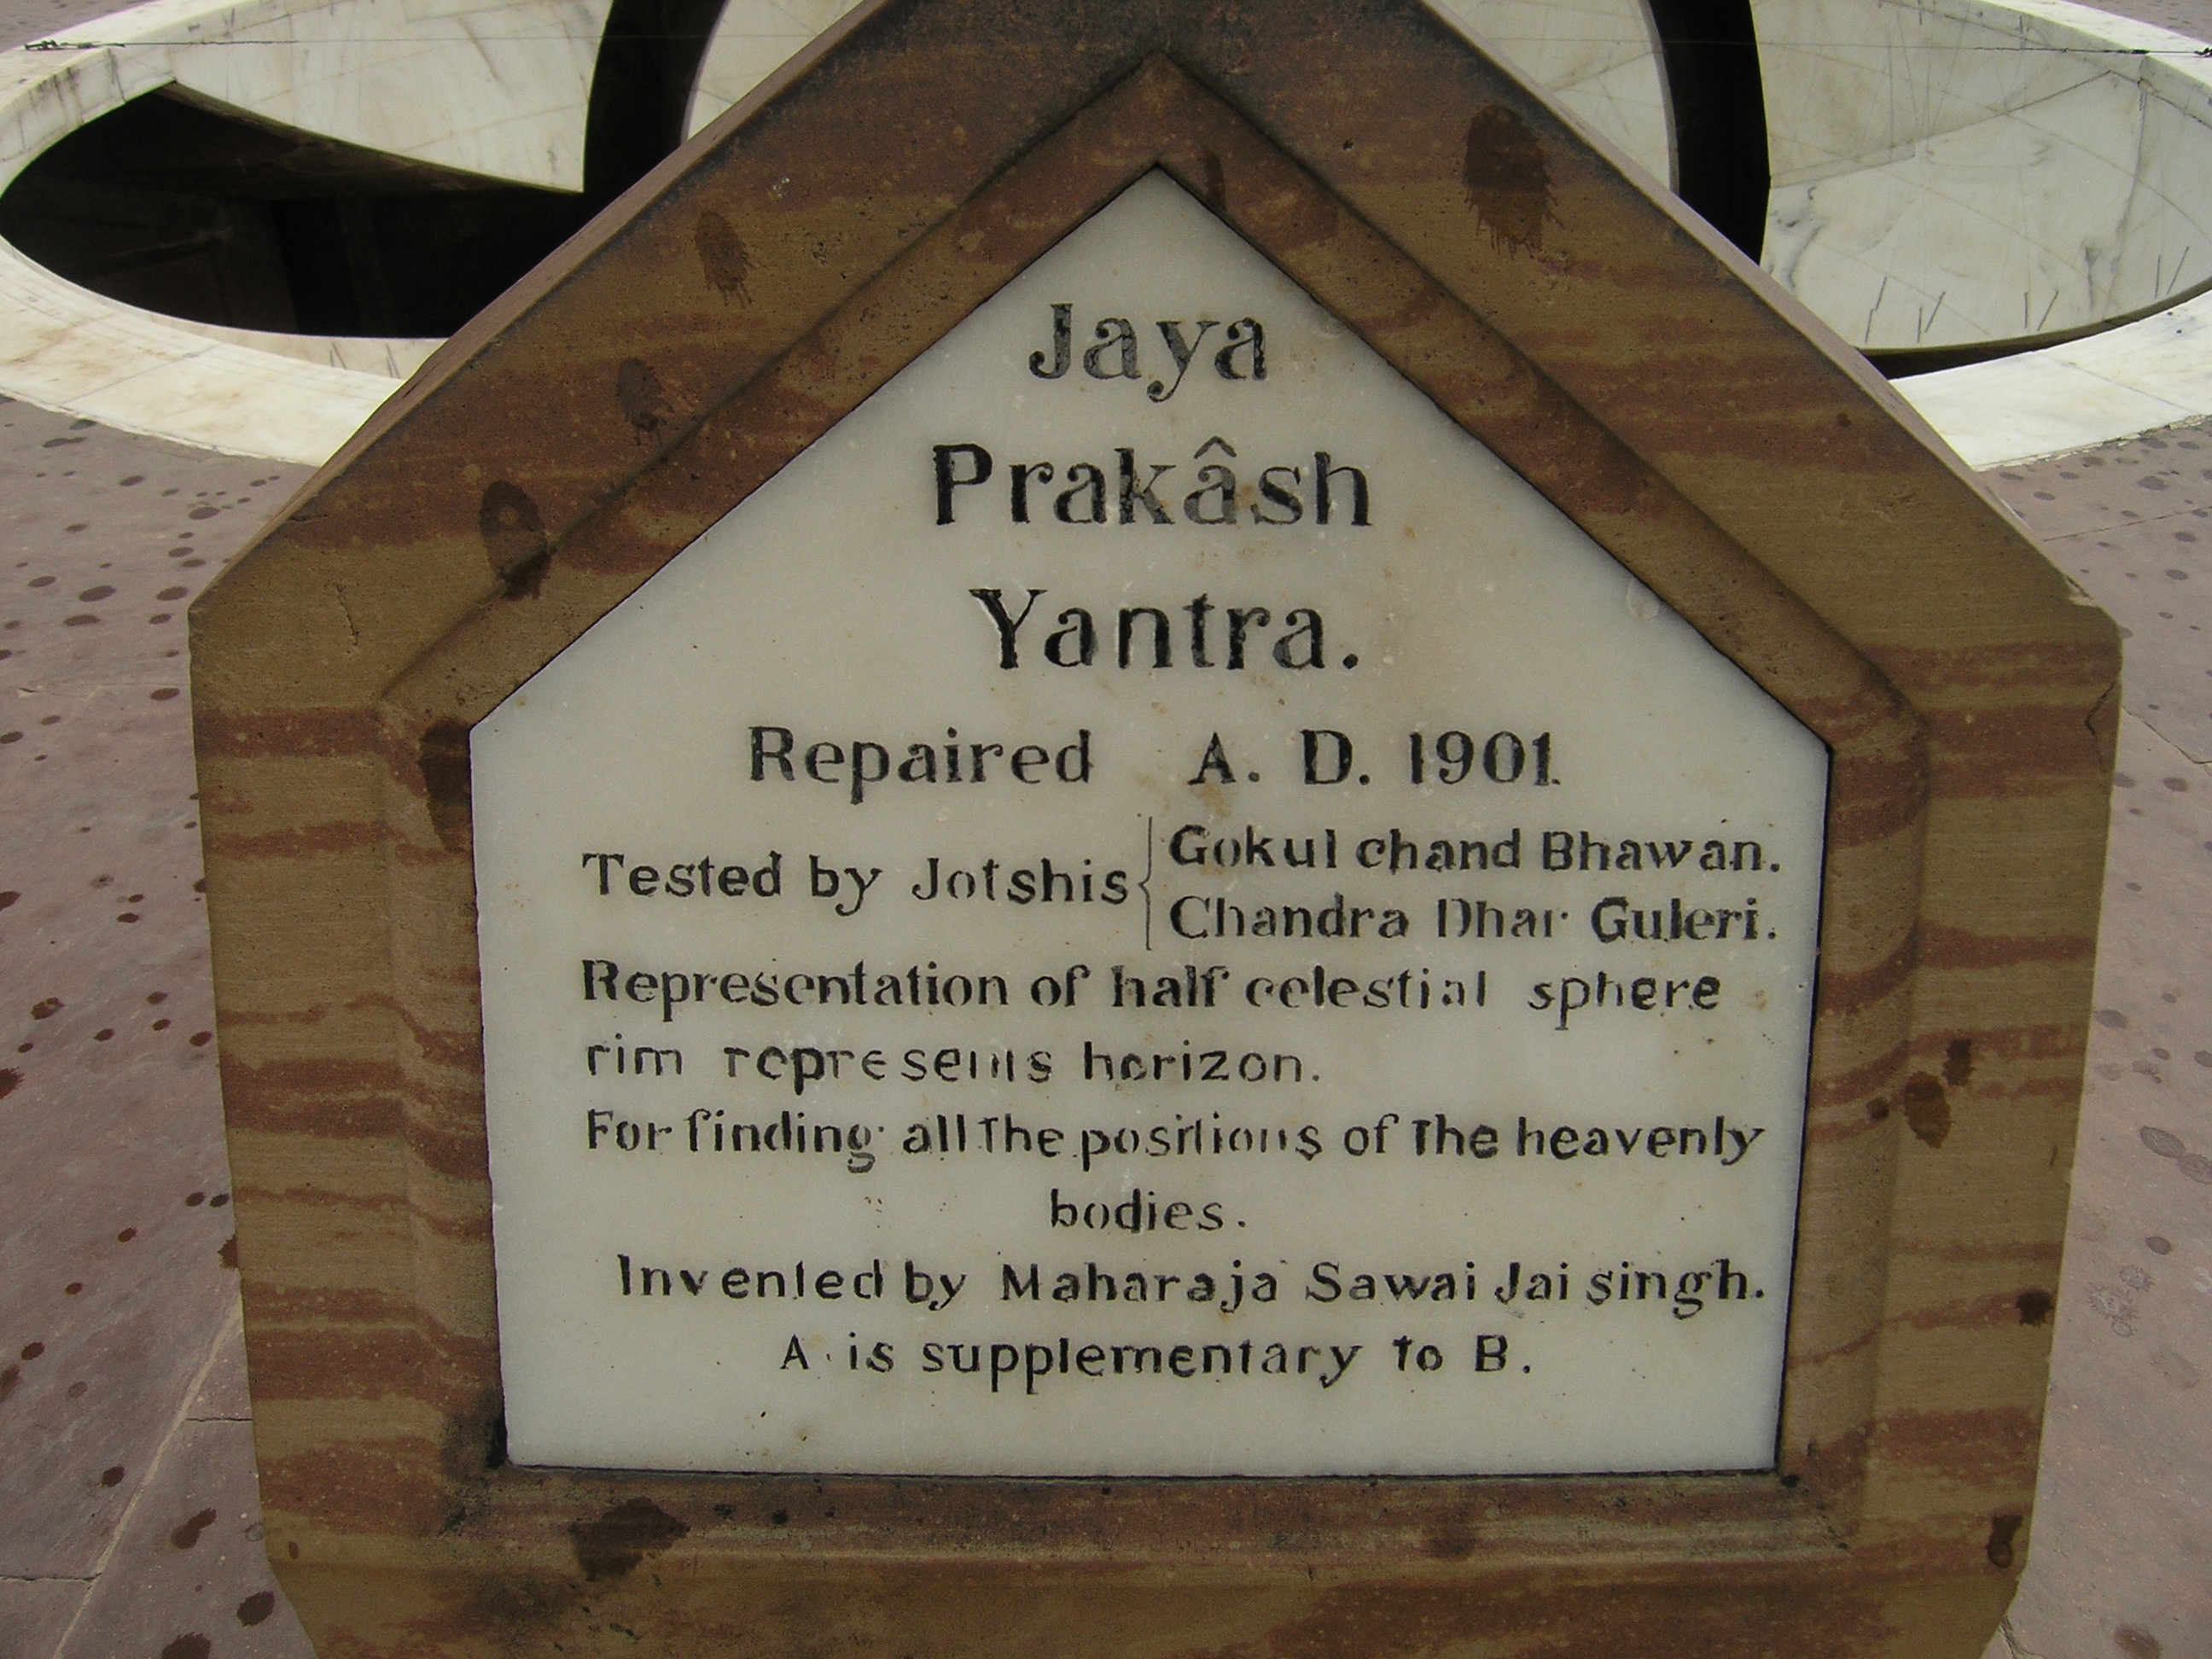 Jaya
Prakâsh
Yantra.
Repaired A. D. 1901.
Tested by Jotshis { Gokul chand Bhawan.
Chandra Dhar Guleri.
Representation of half celestial sphere
rim represents horizon.
For finding all the positions of the heavenly
bodies.
Invented by Maharaja Sawai Jai singh.
A is supplementary to B.